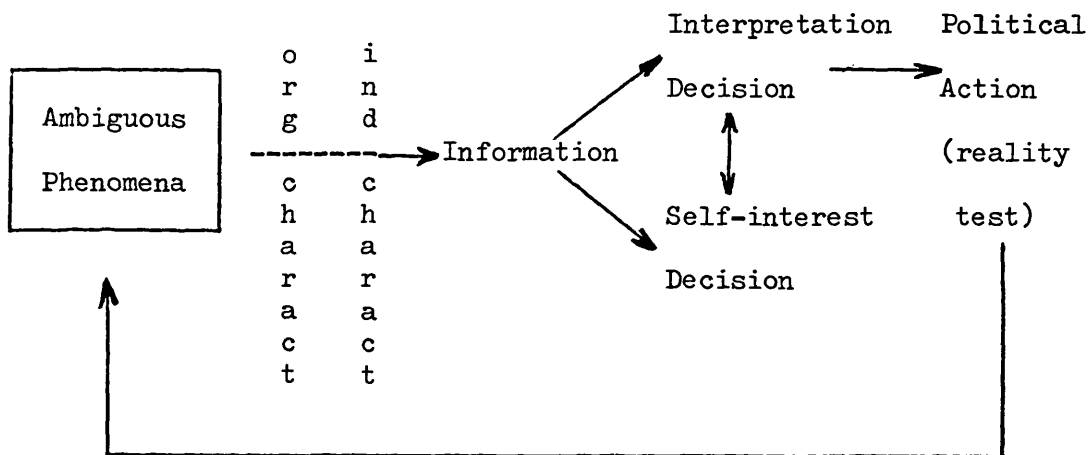 Ambiguous
Phenomena
org charact
ind charact
Information
Interpretation
Decision
Self-interest
Decision
Political
Action
(reality
test)